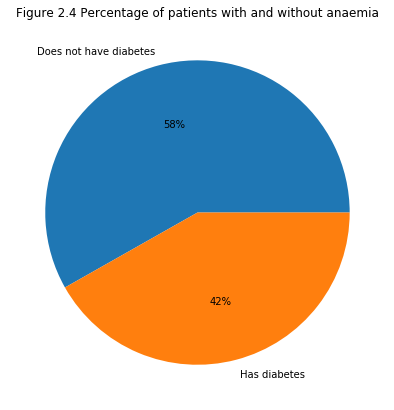 Figure 2.4 Percentage of patients with and without anaemia
Does not have diabetes
58%
42%
Has diabetes